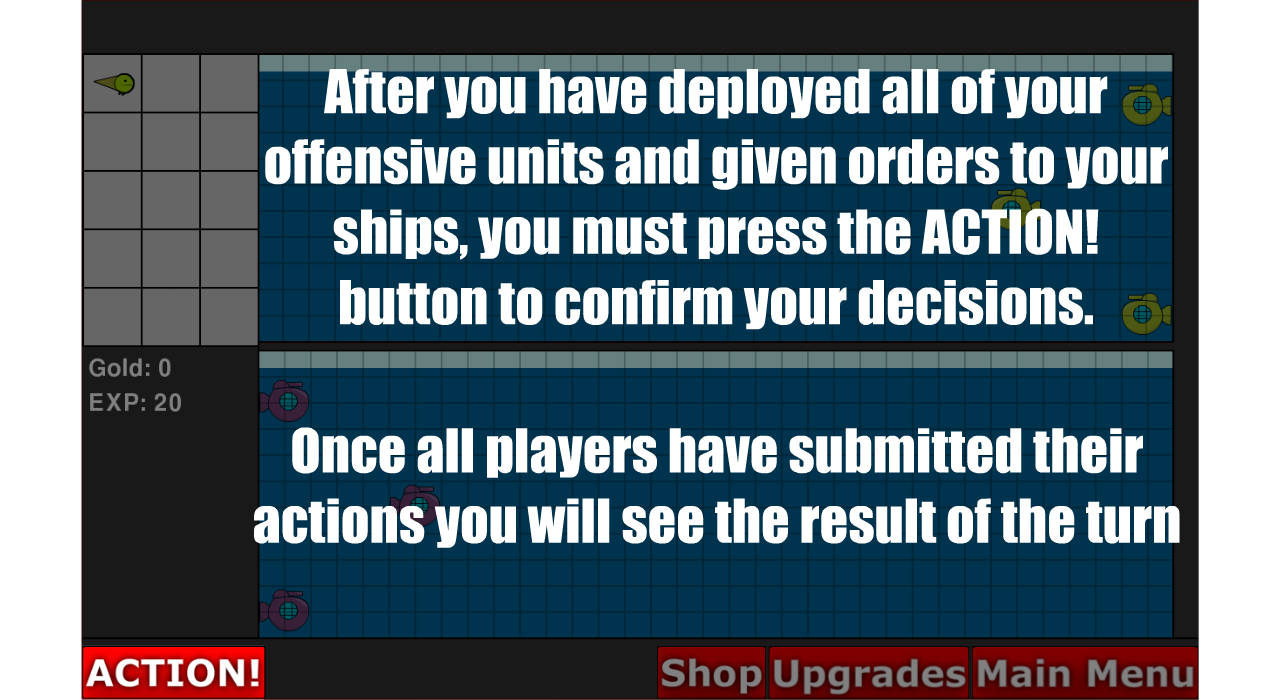 After you have deployed all of your
offensive units and given orders to your
ships, you must press the ACTION!
button to confirm your decisions.
Gold: 0
EXP: 20
Once all players have submitted their
actions you will see the result of the turn
ACTION!
Shop
Upgrades
Main Menu